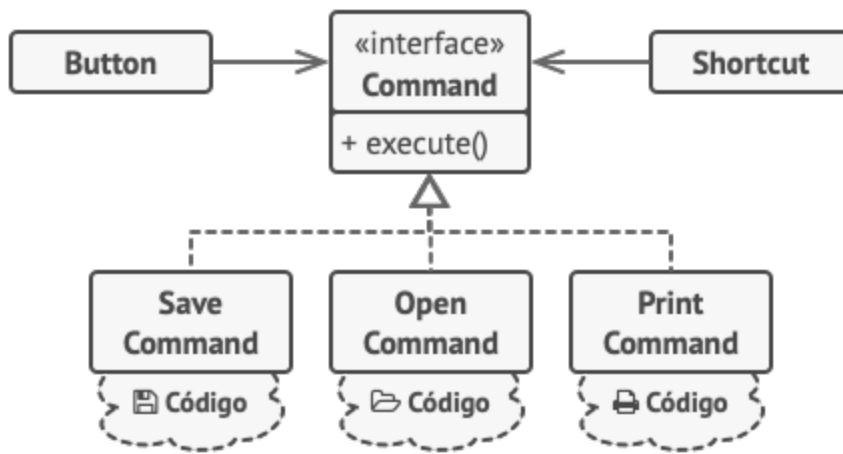 Button
«interface»
Command
+ execute()
Shortcut
Save
Command
Open
Command
Print
Command
Código
Código
Código